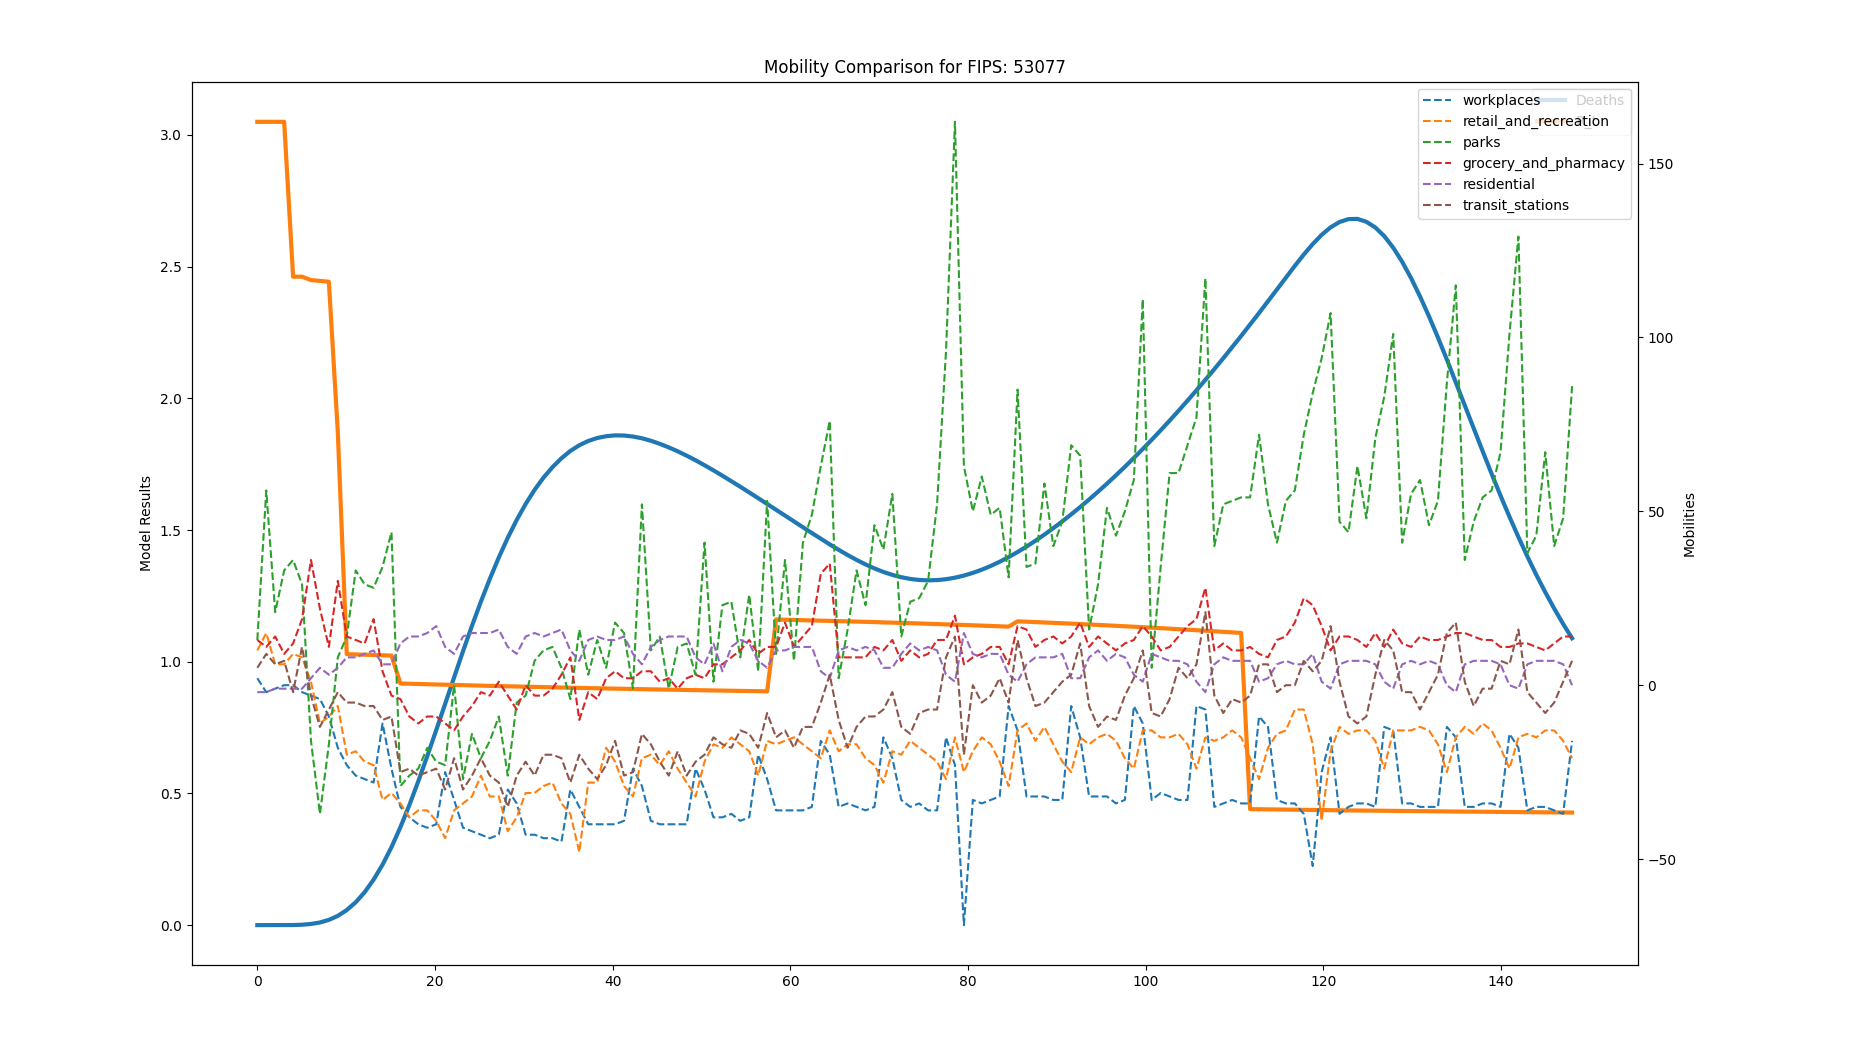 Mobility Comparison for FIPS: 53077
workplaces
retail_and_recreation
parks
grocery_and_pharmacy
residential
transit_stations
Deaths
Model Results
3.0
2.5
2.0
1.5
1.0
0.5
0.0
Mobilities
150
100
50
0
−50
0 20 40 60 80 100 120 140